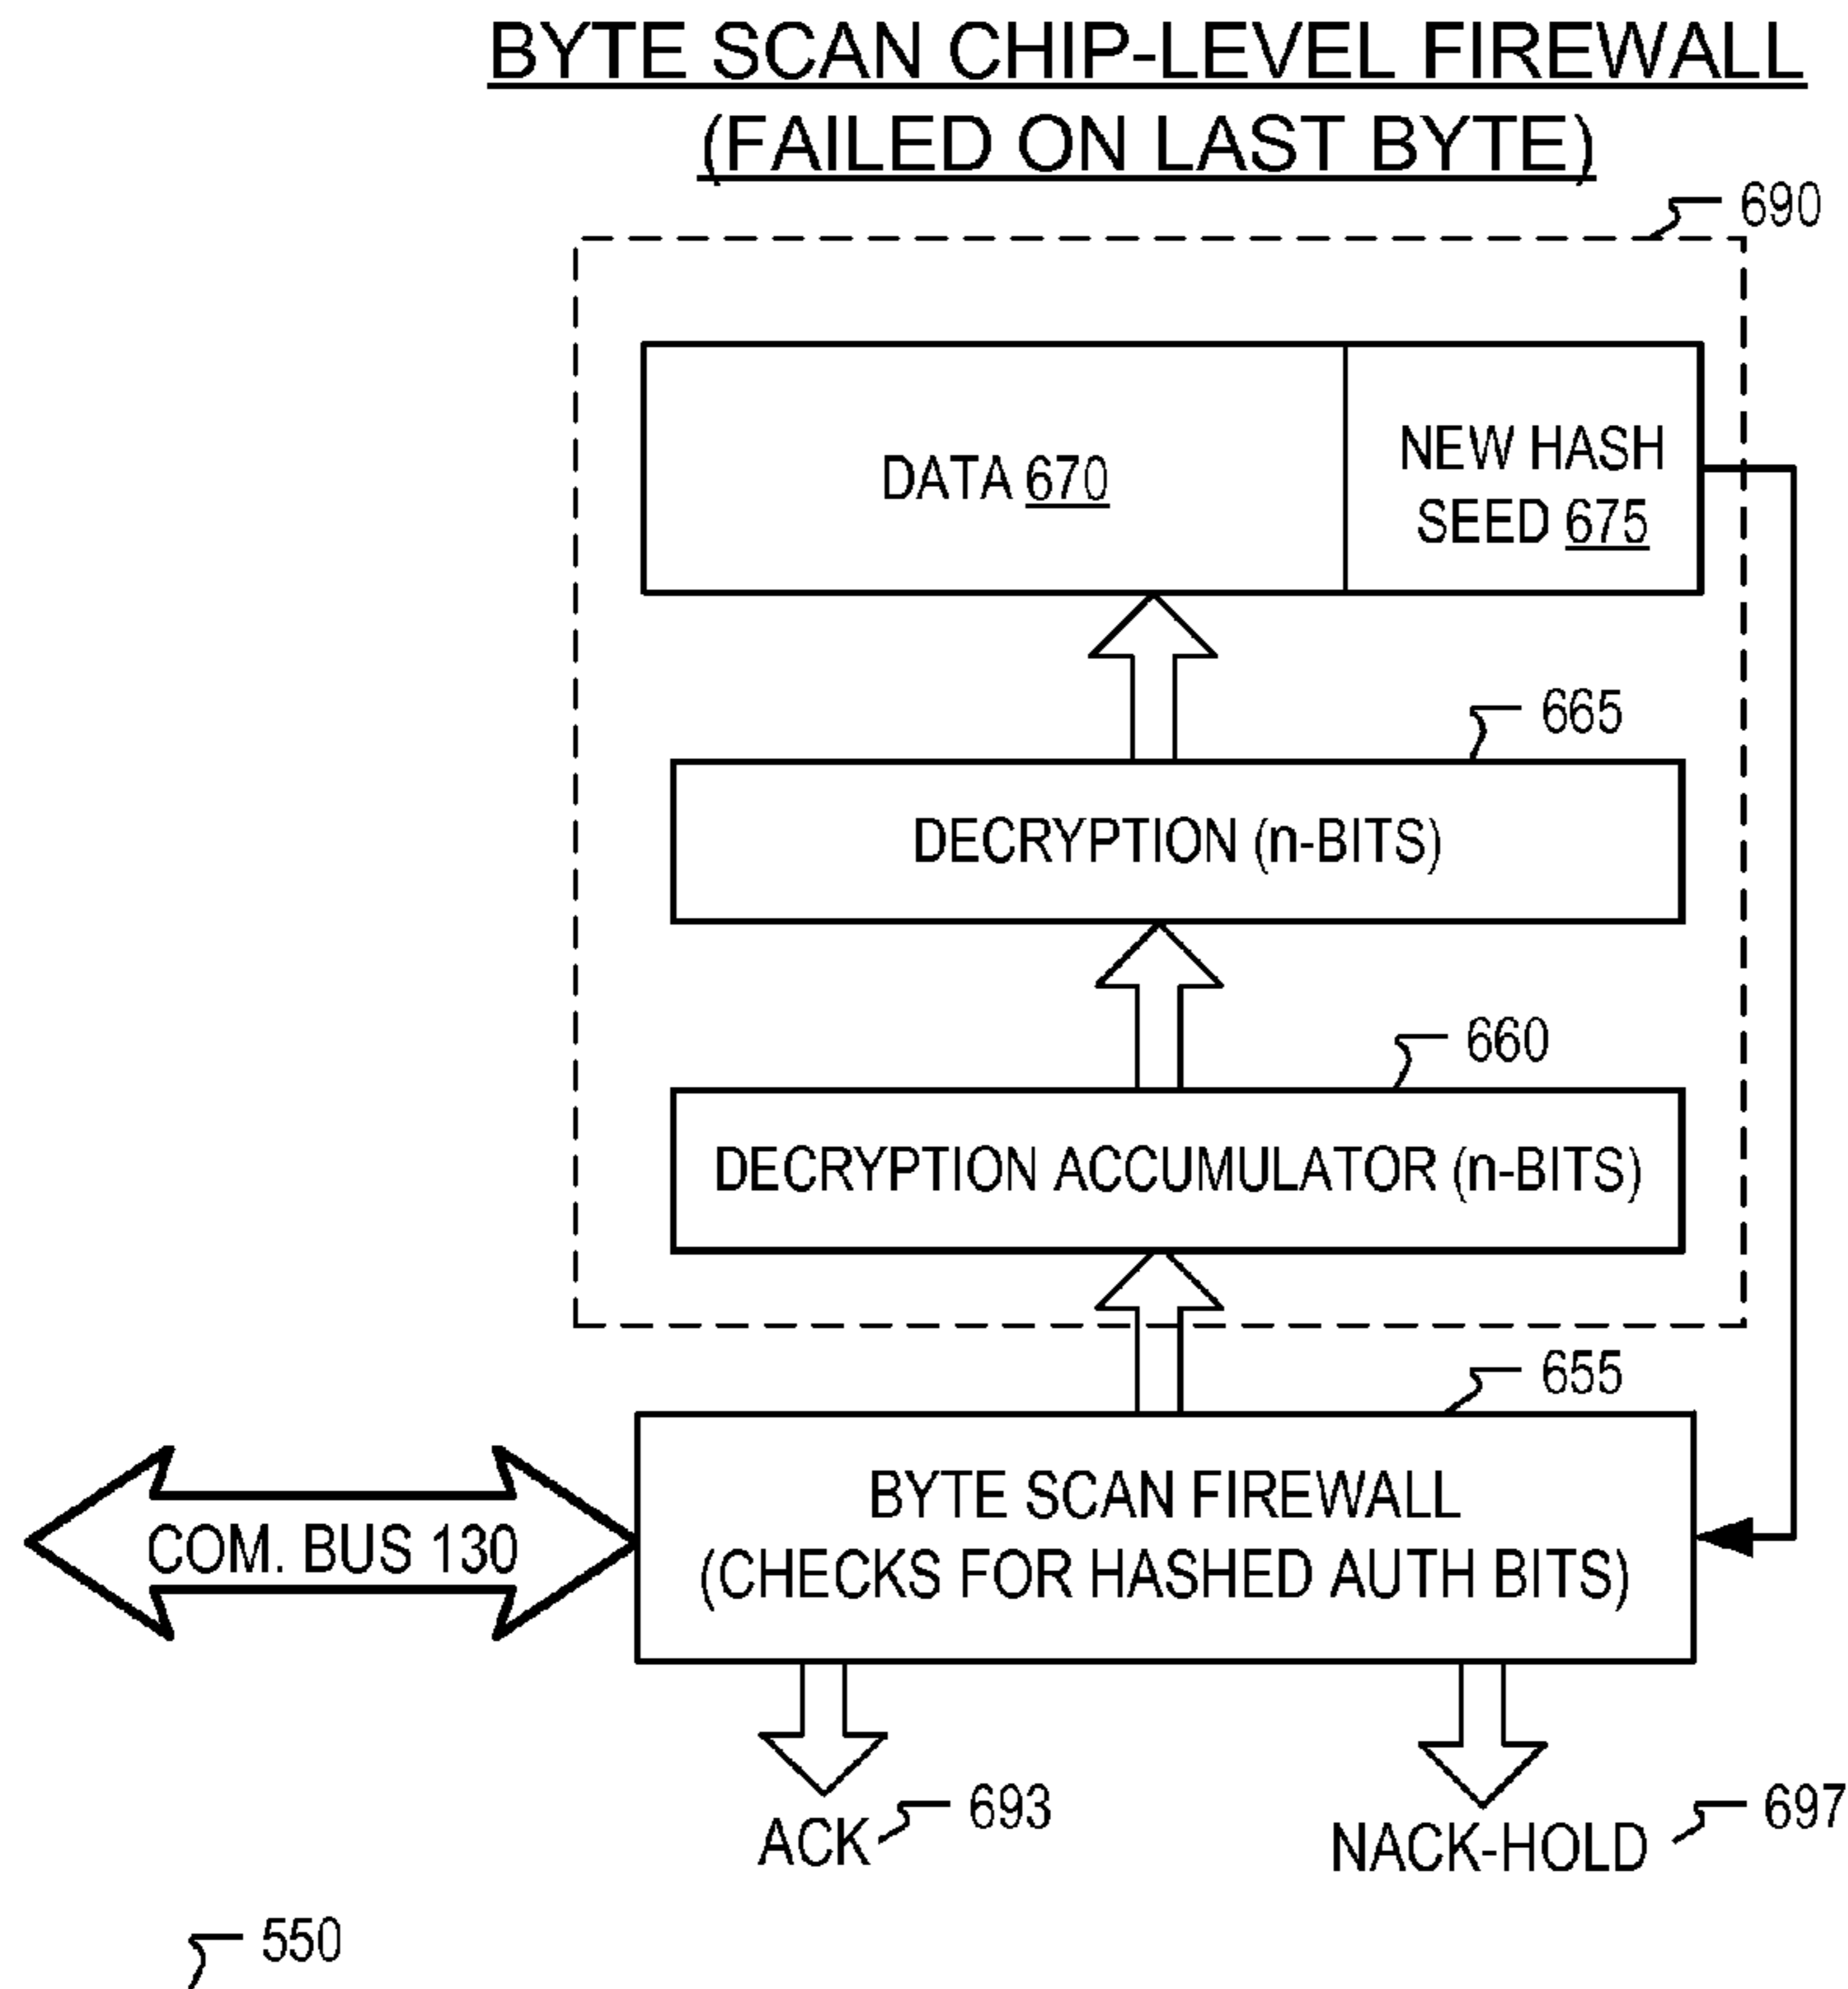 BYTE SCAN CHIP-LEVEL FIREWALL
(FAILED ON LAST BYTE)
690
DATA 670
NEW HASH
SEED 675
665
DECRYPTION (n-BITS)
660
DECRYPTION ACCUMULATOR (n-BITS)
655
BYTE SCAN FIREWALL
(CHECKS FOR HASHED AUTH BITS)
COM. BUS 130
ACK
693
NACK-HOLD
697
550